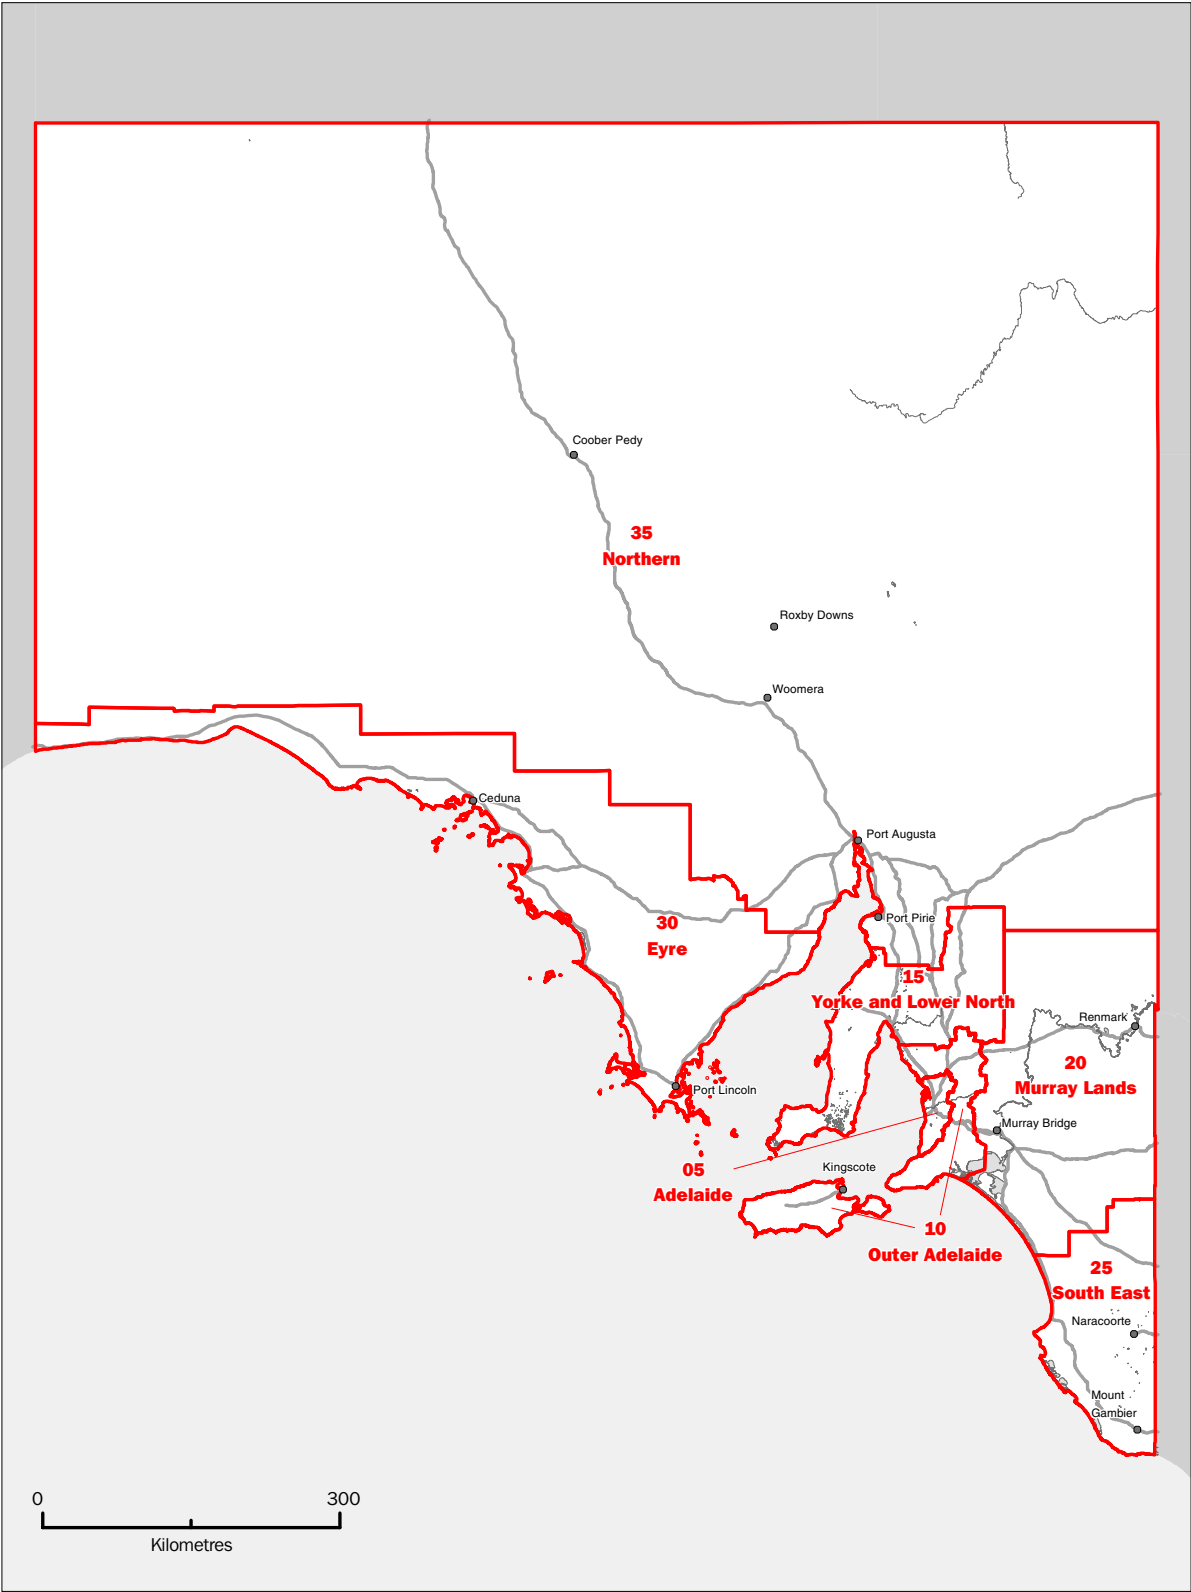 Coober Pedy
35
Northern
Roxby Downs
Woomera
Ceduna
Port Augusta
30
Eyre
Port Pirie
15
Yorke and Lower North
Renmark
20
Murray Lands
Port Lincoln
Murray Bridge
05
Adelaide
Kingscote
10
Outer Adelaide
25
South East
Naracoorte
Mount
Gambier
0 300
Kilometres